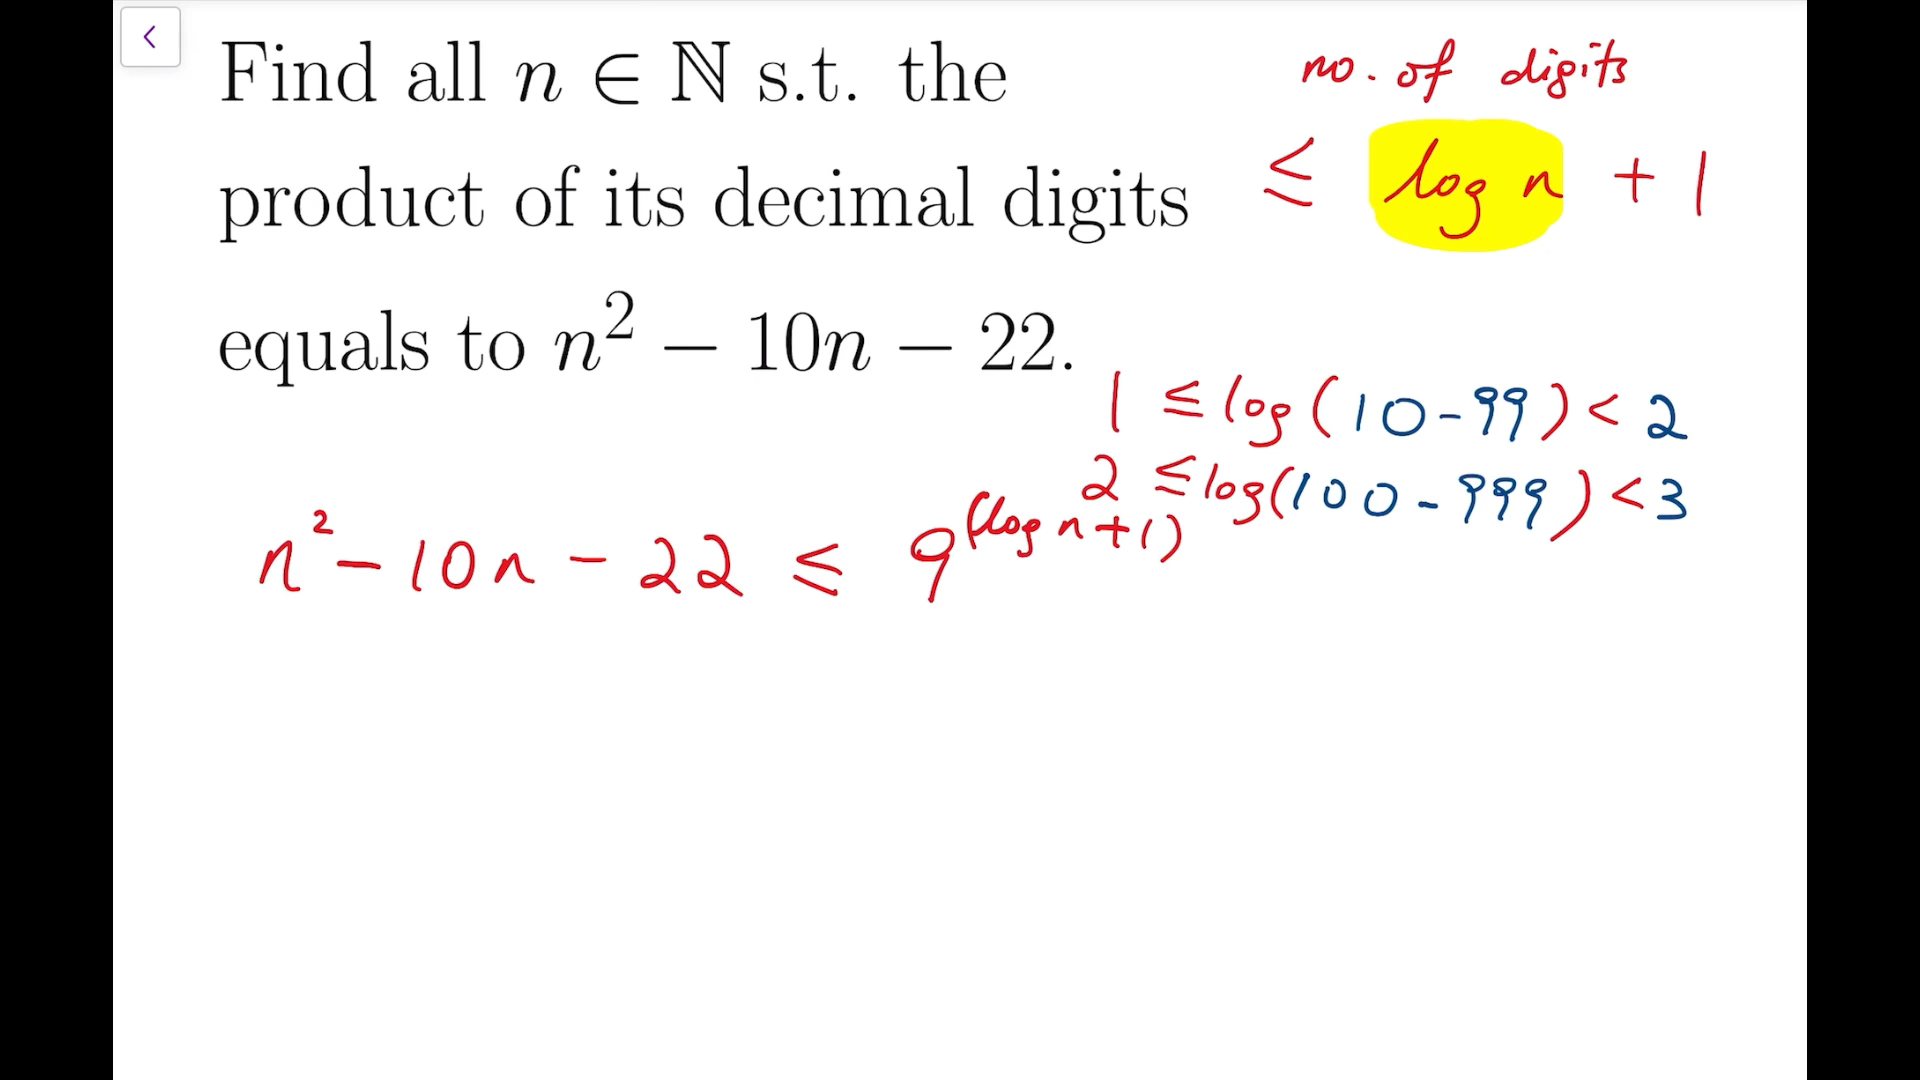 Find all n ∈ ℕ s.t. the
product of its decimal digits
equals to n² − 10n − 22.
no. of digits
≤ log n + 1
1 ≤ log(10-99) < 2
2 ≤ log(100-999) < 3
n² − 10n − 22 ≤ 9^(log n+1)